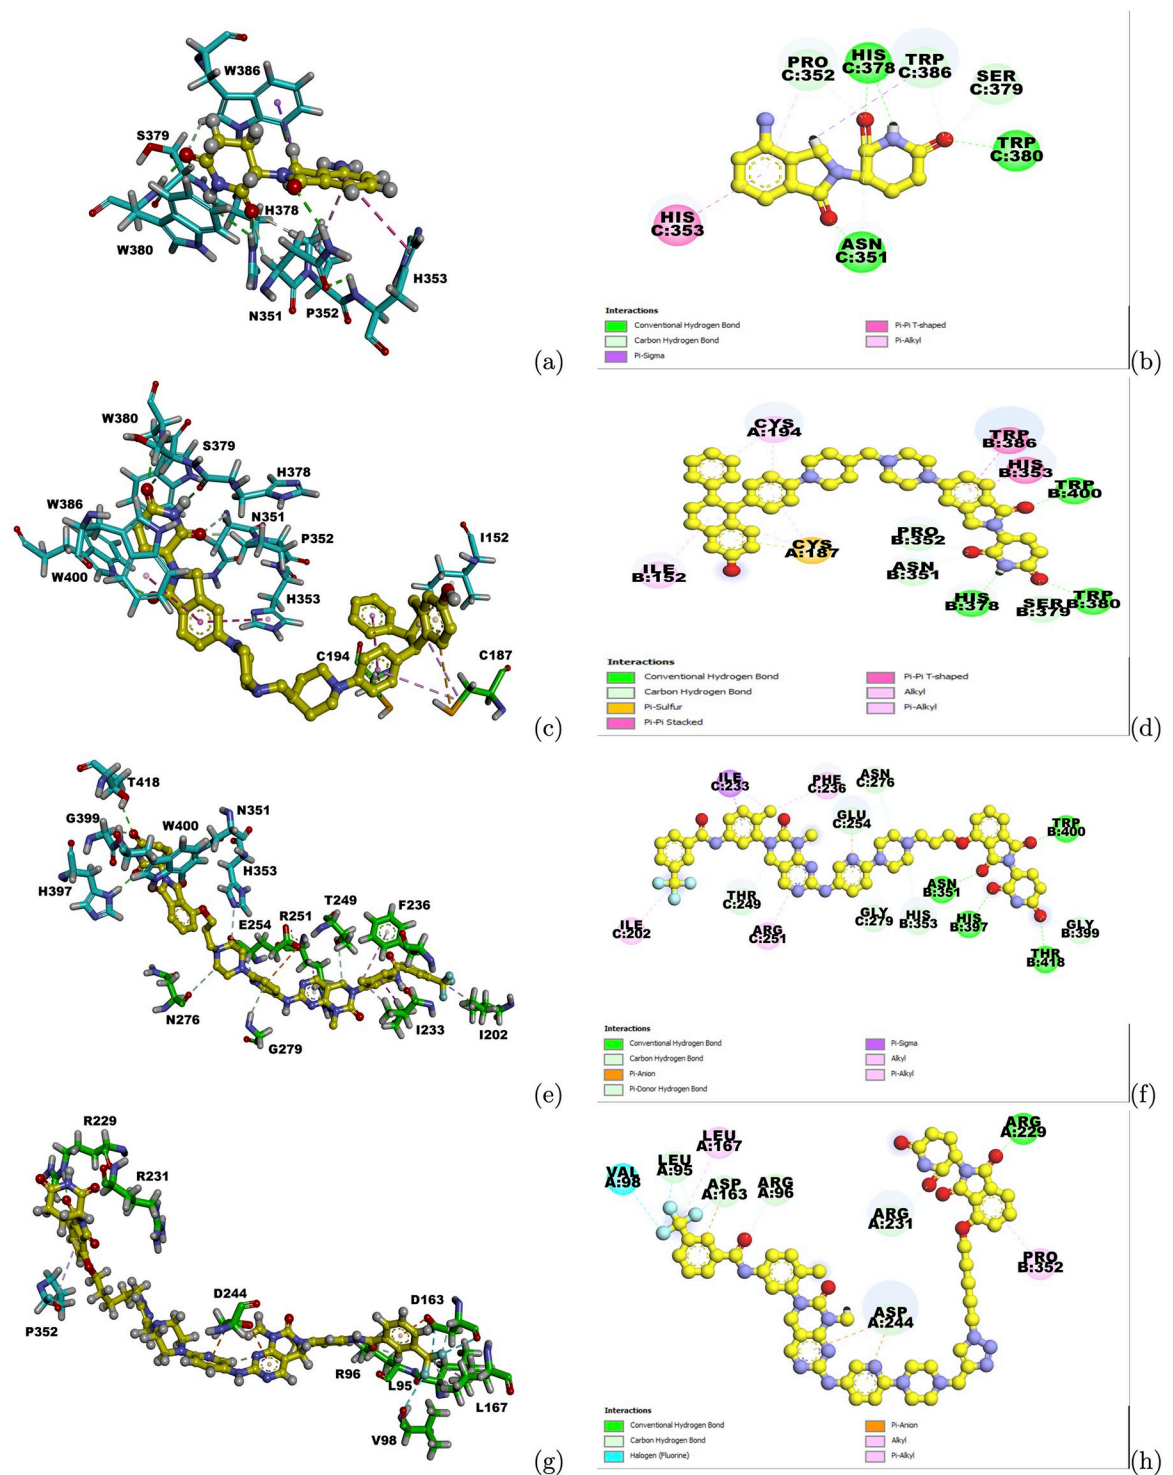 W386
S379
H378
W380
H353
N351
P352
(a)
PRO
C:352
HIS
C:378
TRP
C:386
SER
C:379
TRP
C:380
HIS
C:353
ASN
C:351
Interactions
Conventional Hydrogen Bond
Carbon Hydrogen Bond
Pi-Sigma
Pi-Pi T-shaped
Pi-Alkyl
(b)
W380
S379
H378
W386
N351
P352
I152
W400
H353
C194
C187
(c)
CYS
A:194
TRP
B:386
HIS
B:353
TRP
B:400
PRO
B:352
CYS
A:187
ASN
B:351
ILE
B:152
HIS
B:378
SER
B:379
TRP
B:380
Interactions
Conventional Hydrogen Bond
Carbon Hydrogen Bond
Pi-Sulfur
Pi-Pi Stacked
Pi-Pi T-shaped
Alkyl
Pi-Alkyl
(d)
T418
G399
N351
W400
H353
H397
T249
F236
E254
R251
N276
I233
I202
G279
(e)
ILE
C:233
PHE
C:236
ASN
C:276
GLU
C:254
TRP
B:400
THR
C:249
ASN
B:351
ILE
C:202
ARG
C:251
GLY
C:279
HIS
B:353
HIS
B:397
GLY
B:399
THR
B:418
Interactions
Conventional Hydrogen Bond
Carbon Hydrogen Bond
Pi-Anion
Pi-Donor Hydrogen Bond
Pi-Sigma
Alkyl
Pi-Alkyl
(f)
R229
R231
P352
D244
D163
R96
L95
L167
V98
(g)
LEU
A:167
ARG
A:229
LEU
A:95
VAL
A:98
ASP
A:163
ARG
A:96
ARG
A:231
PRO
B:352
ASP
A:244
Interactions
Conventional Hydrogen Bond
Carbon Hydrogen Bond
Halogen (Fluorine)
Pi-Anion
Alkyl
Pi-Alkyl
(h)